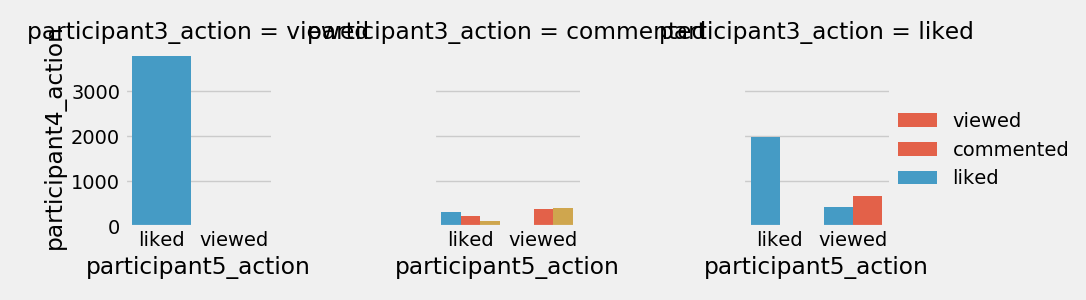 participant3_action = viewed
participant3_action = commented
participant3_action = liked
participant4_action
3000
2000
1000
0
liked viewed
liked viewed
liked viewed
participant5_action
participant5_action
participant5_action
viewed
commented
liked